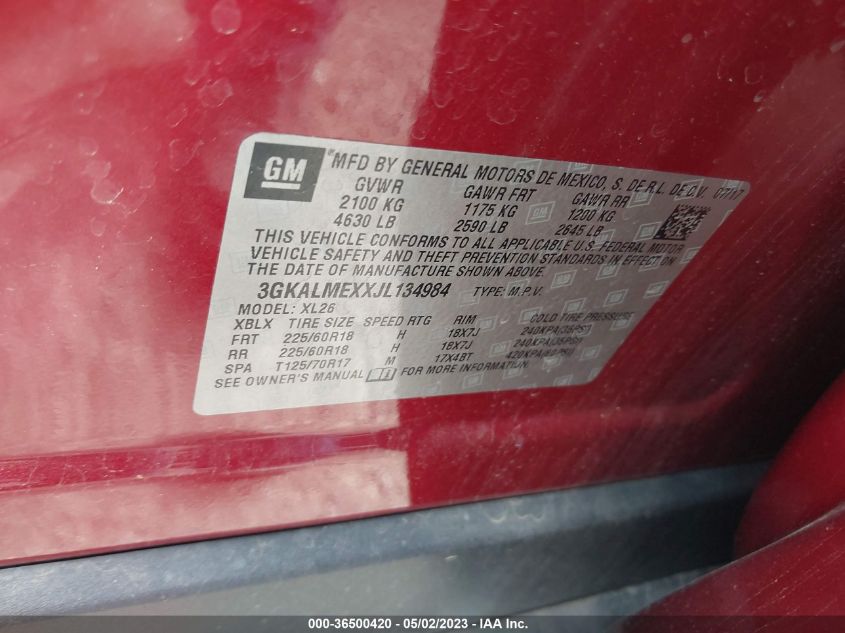 GM
*MFD BY GENERAL MOTORS DE MEXICO, S. DE R.L. DE C.V. 07/17
GVWR GAWR FRT GAWR RR
2100 KG 1175 KG 1200 KG
4630 LB 2590 LB 2645 LB
THIS VEHICLE CONFORMS TO ALL APPLICABLE U.S. FEDERAL MOTOR
VEHICLE SAFETY AND THEFT PREVENTION STANDARDS IN EFFECT ON
THE DATE OF MANUFACTURE SHOWN ABOVE.
3GKALMEXXJL134984 TYPE: M.P.V.
MODEL: XL26
XBLX TIRE SIZE SPEED RTG RIM COLD TIRE PRESSURE
FRT 225/60R18 H 18X7J 240KPA(35PSI)
RR 225/60R18 H 18X7J 240KPA(35PSI)
SPA T125/70R17 M 17X4BT 420KPA(60PSI)
SEE OWNER'S MANUAL FOR MORE INFORMATION.
000-36500420 - 05/02/2023 - IAA Inc.